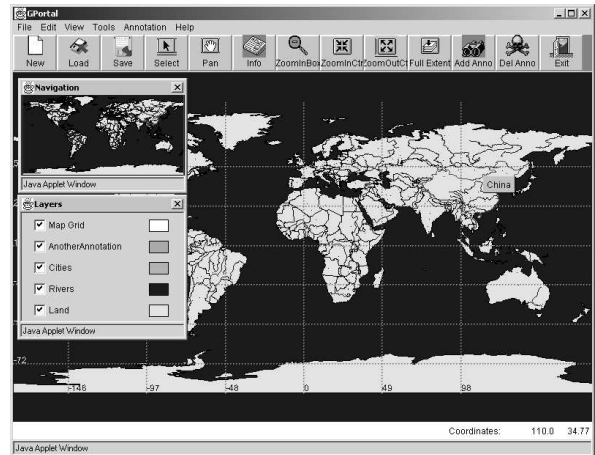 GPortal
File Edit View Tools Annotation Help
New Load Save Select Pan Info ZoomInBox ZoomInCtr ZoomOutCt Full Extent Add Anno Del Anno Exit
Navigation
Java Applet Window
China
Layers
Map Grid
AnotherAnnotation
Cities
Rivers
Land
Java Applet Window
-72
-146 -97 -48 0 49 98
Coordinates: 110.0 34.77
Java Applet Window